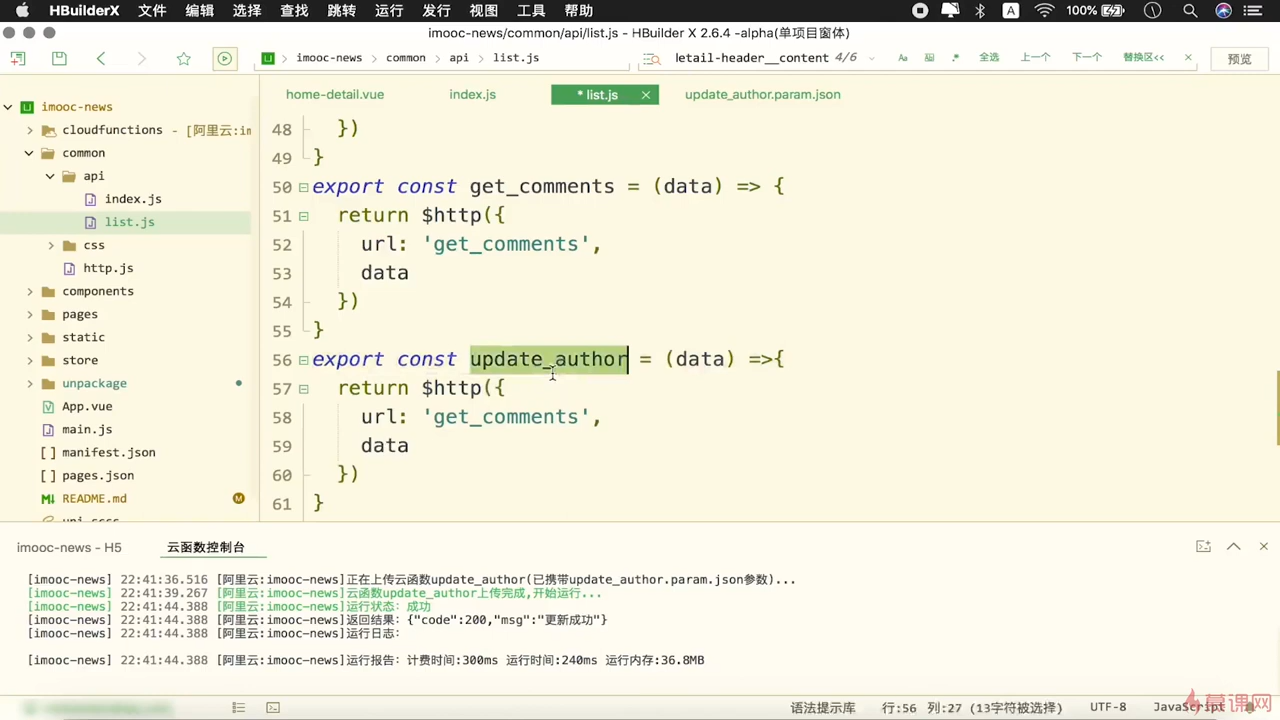 HBuilderX 文件 编辑 选择 查找 跳转 运行 发行 视图 工具 帮助 A 100%
imooc-news/common/api/list.js - HBuilder X 2.6.4 -alpha(单项目窗体)
imooc-news common api list.js letail-header__content 4/6 Aa .* 全选 上一个 下一个 替换区<< 预览
home-detail.vue index.js * list.js update_author.param.json
imooc-news
cloudfunctions - [阿里云:im
common
api
index.js
list.js
css
http.js
components
pages
static
store
unpackage
App.vue
main.js
manifest.json
pages.json
README.md M
uni.scss
48 })
49 }
50 export const get_comments = (data) => {
51 return $http({
52 url: 'get_comments',
53 data
54 })
55 }
56 export const update_author = (data) =>{
57 return $http({
58 url: 'get_comments',
59 data
60 })
61 }
imooc-news - H5 云函数控制台
[imooc-news] 22:41:36.516 [阿里云:imooc-news]正在上传云函数update_author(已携带update_author.param.json参数)...
[imooc-news] 22:41:39.267 [阿里云:imooc-news]云函数update_author上传完成,开始运行...
[imooc-news] 22:41:44.388 [阿里云:imooc-news]运行状态: 成功
[imooc-news] 22:41:44.388 [阿里云:imooc-news]返回结果: {"code":200,"msg":"更新成功"}
[imooc-news] 22:41:44.388 [阿里云:imooc-news]运行日志:
[imooc-news] 22:41:44.388 [阿里云:imooc-news]运行报告: 计费时间:300ms 运行时间:240ms 运行内存:36.8MB
语法提示库 行:56 列:27 (13字符被选择) UTF-8 JavaScript
慕课网